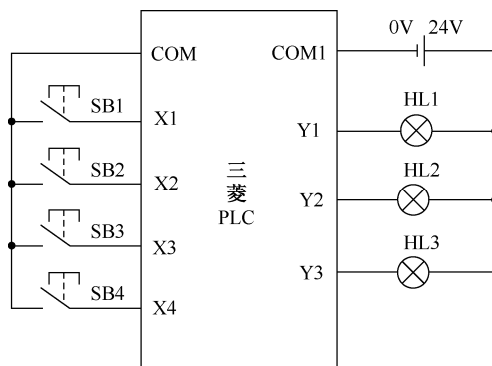 0V 24V
COM COM1
SB1 X1
HL1
Y1
SB2 X2
HL2
Y2
三菱
PLC
SB3 X3
HL3
Y3
SB4 X4